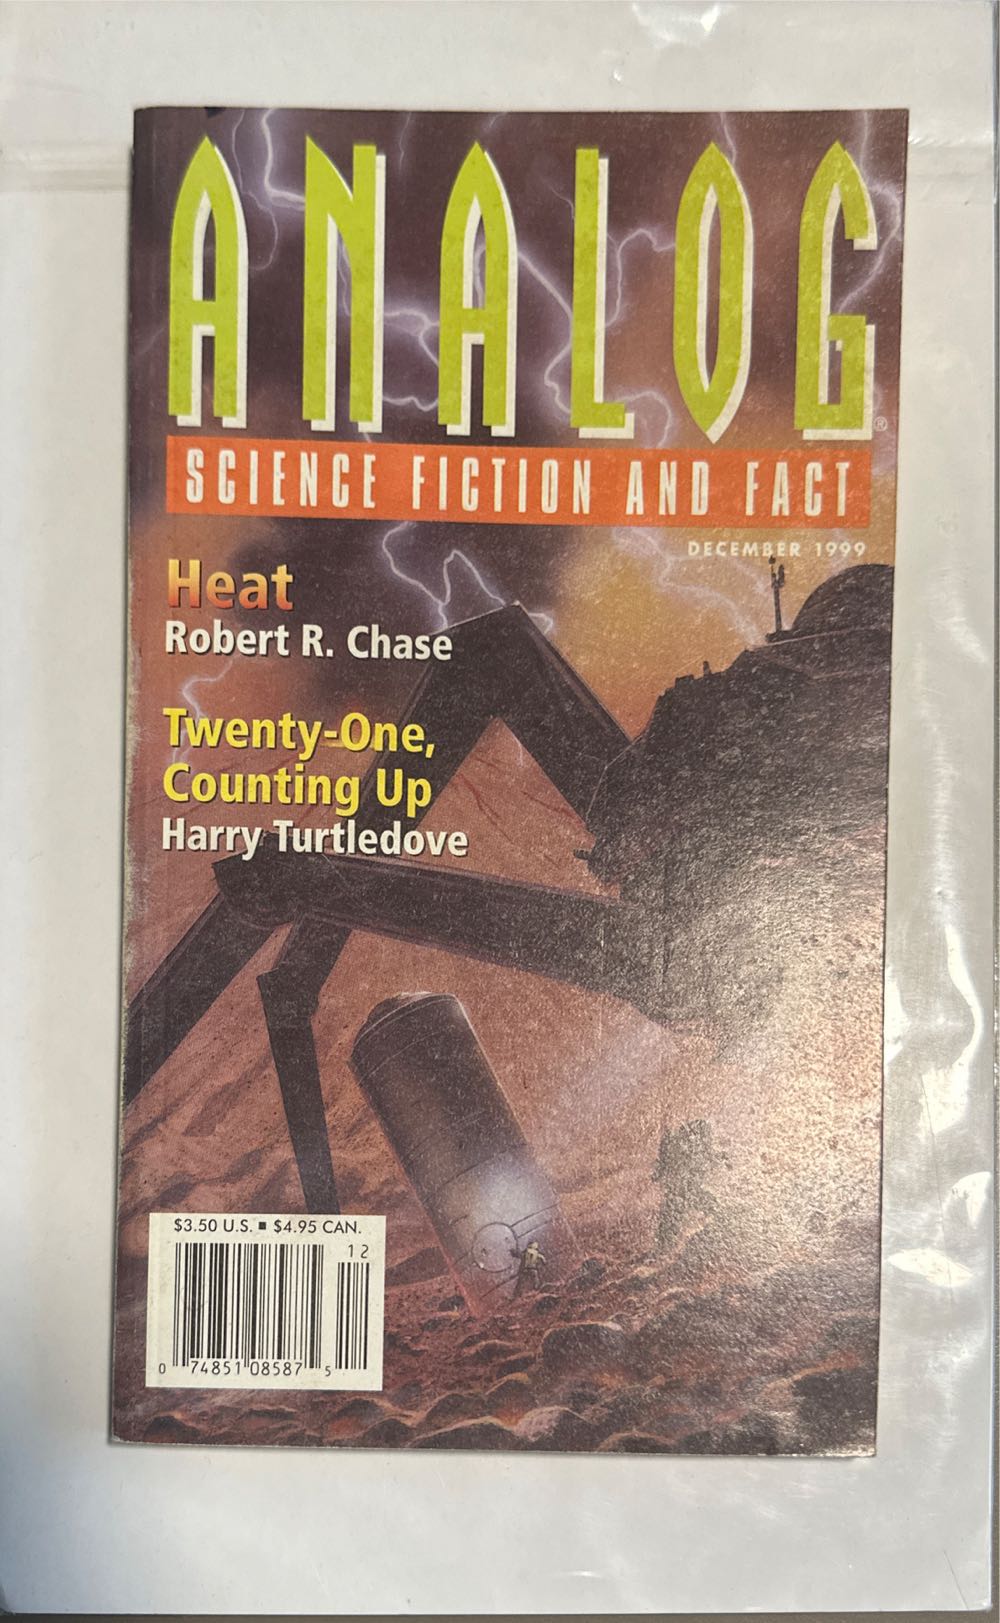 ANALOG
®
SCIENCE FICTION AND FACT
DECEMBER 1999
Heat
Robert R. Chase
Twenty-One,
Counting Up
Harry Turtledove
$3.50 U.S. ■ $4.95 CAN.
12
0 74851 08587 5